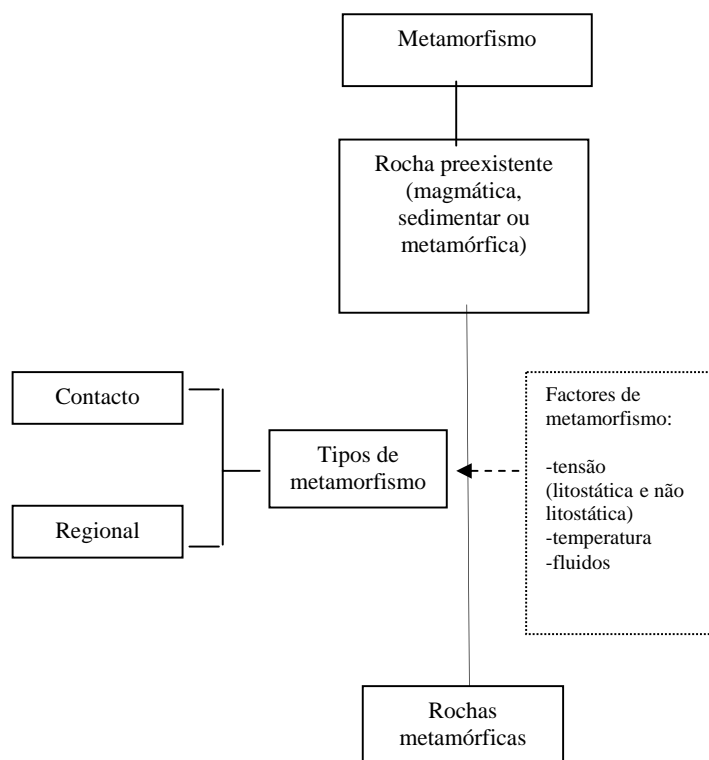 Metamorfismo
Rocha preexistente
(magmática,
sedimentar ou
metamórfica)
Contacto
Regional
Tipos de
metamorfismo
Factores de
metamorfismo:
-tensão
(litostática e não
litostática)
-temperatura
-fluidos
Rochas
metamórficas